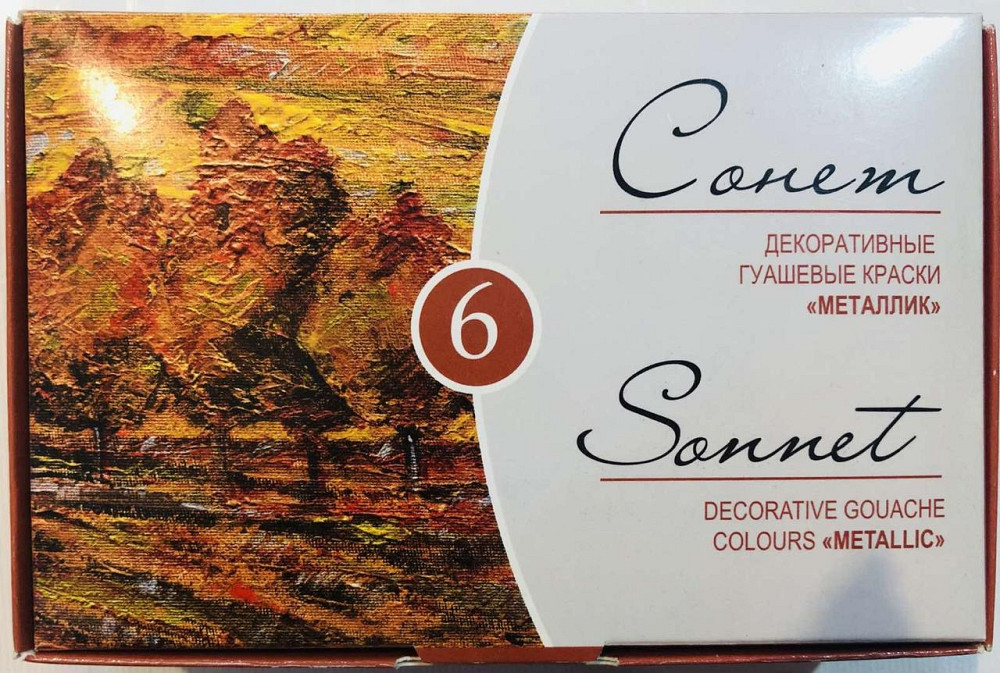 Сонет
ДЕКОРАТИВНЫЕ
ГУАШЕВЫЕ КРАСКИ
«МЕТАЛЛИК»
6
Sonnet
DECORATIVE GOUACHE
COLOURS «METALLIC»